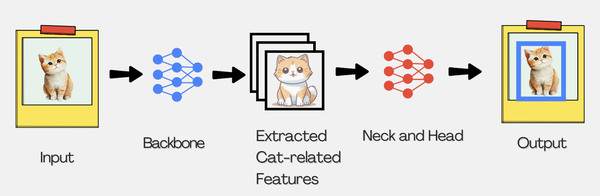 Input
Backbone
Extracted
Cat-related
Features
Neck and Head
Output